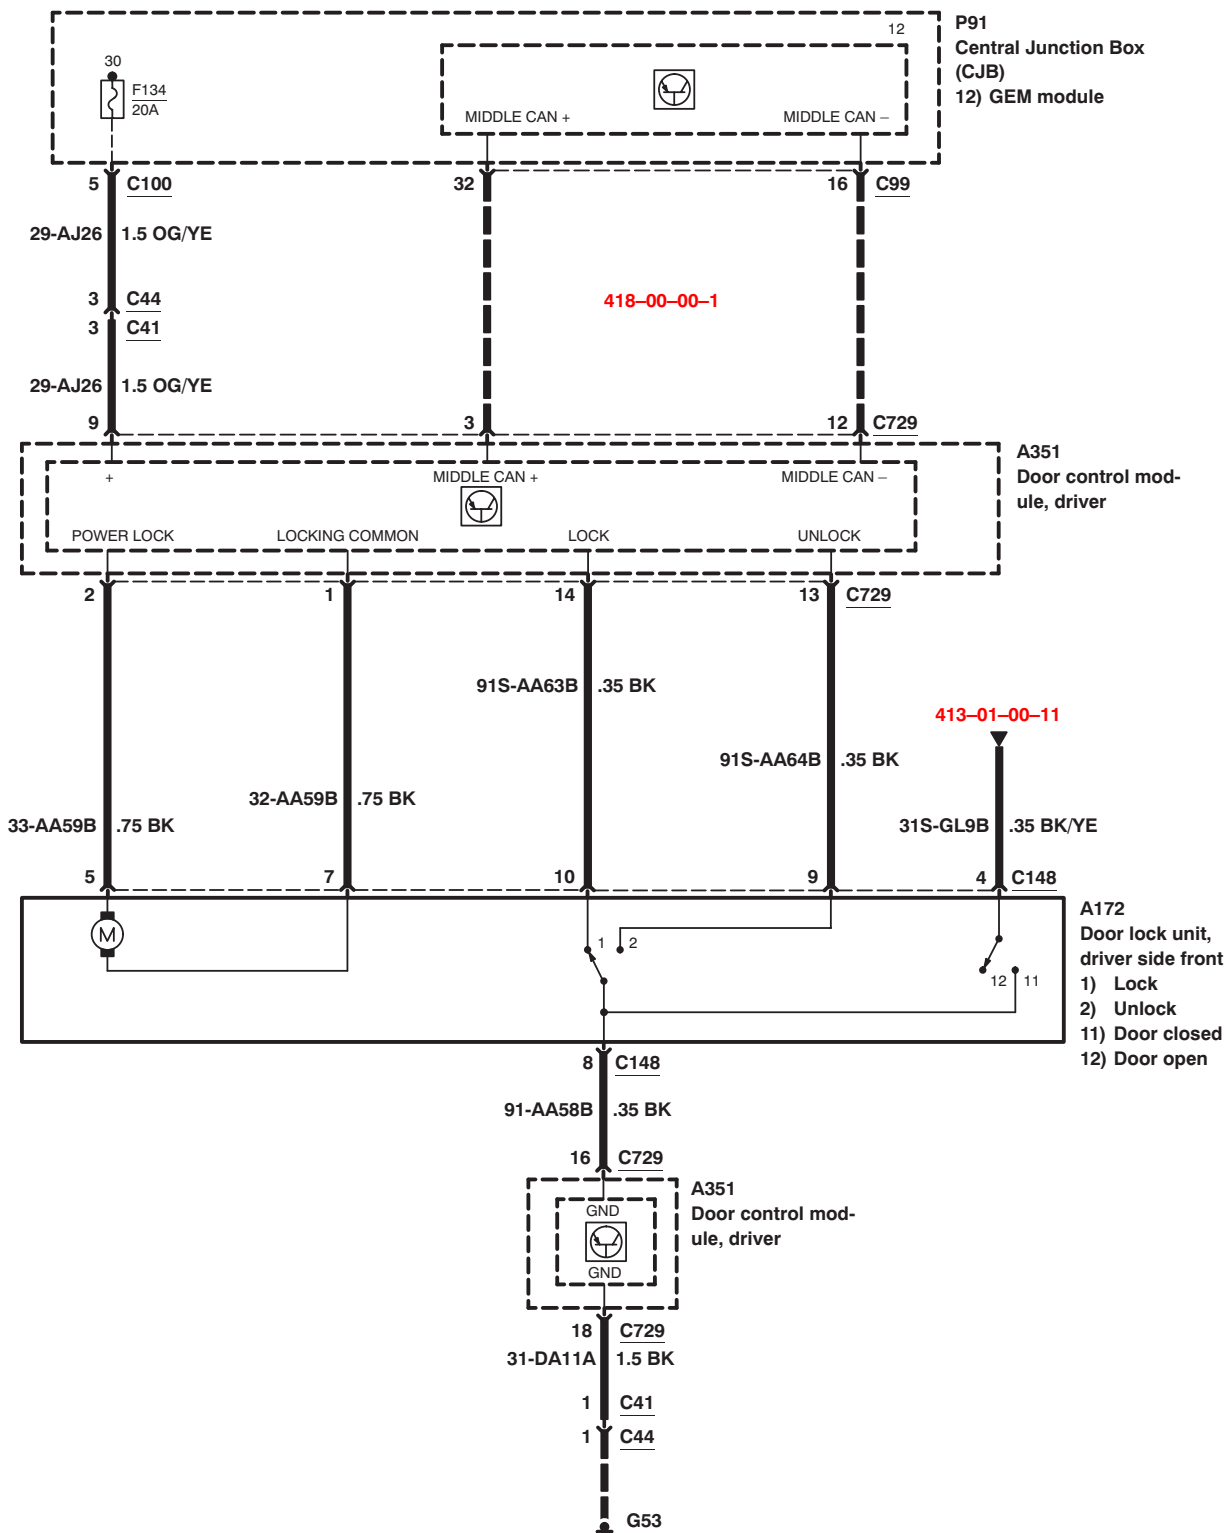 P91
Central Junction Box
(CJB)
12) GEM module
12
30
F134
20A
MIDDLE CAN +
MIDDLE CAN –
5 C100
32
16 C99
29-AJ26 1.5 OG/YE
3 C44
418–00–00–1
3 C41
29-AJ26 1.5 OG/YE
9
3
12 C729
A351
Door control mod-
ule, driver
+
MIDDLE CAN +
MIDDLE CAN –
POWER LOCK
LOCKING COMMON
LOCK
UNLOCK
2
1
14
13 C729
91S-AA63B .35 BK
413–01–00–11
91S-AA64B .35 BK
32-AA59B .75 BK
33-AA59B .75 BK
31S-GL9B .35 BK/YE
5
7
10
9
4 C148
A172
Door lock unit,
driver side front
1) Lock
2) Unlock
11) Door closed
12) Door open
M
1
2
12
11
8 C148
91-AA58B .35 BK
16 C729
A351
Door control mod-
ule, driver
GND
GND
18 C729
31-DA11A 1.5 BK
1 C41
1 C44
G53